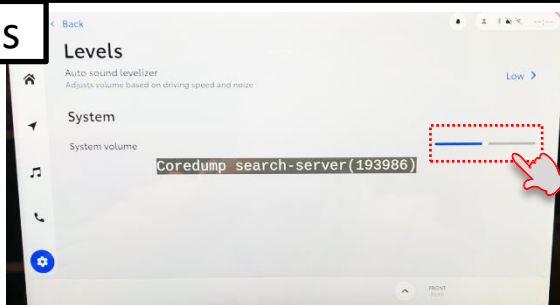 S
Back
Levels
Auto sound levelizer
Adjusts volume based on driving speed and noize
Low
System
System volume
Coredump search-server(193986)
--:--
FRONT